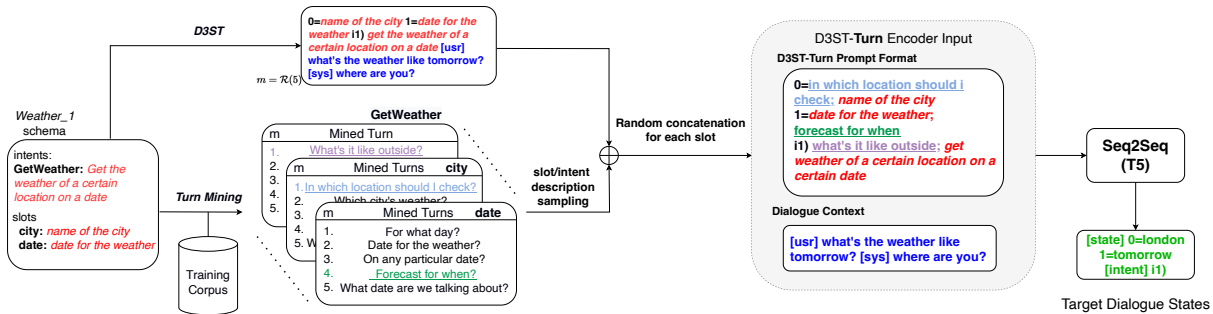 D3ST
0=name of the city 1=date for the
weather i1) get the weather of a
certain location on a date [usr]
what's the weather like tomorrow?
[sys] where are you?
m = R(5)
Weather_1
schema
intents:
GetWeather: Get the
weather of a certain
location on a date
slots
city: name of the city
date: date for the weather
Turn Mining
Training
Corpus
GetWeather
m Mined Turn
1. What's it like outside?
2.
3.
4.
5.
m Mined Turns city
1. In which location should I check?
2. Which city's weather?
3.
4.
5. W
m Mined Turns date
1. For what day?
2. Date for the weather?
3. On any particular date?
4. Forecast for when?
5. What date are we talking about?
slot/intent
description
sampling
Random concatenation
for each slot
D3ST-Turn Encoder Input
D3ST-Turn Prompt Format
0=in which location should i
check; name of the city
1=date for the weather;
forecast for when
i1) what's it like outside; get
weather of a certain location on a
certain date
Dialogue Context
[usr] what's the weather like
tomorrow? [sys] where are you?
Seq2Seq
(T5)
[state] 0=london
1=tomorrow
[intent] i1)
Target Dialogue States